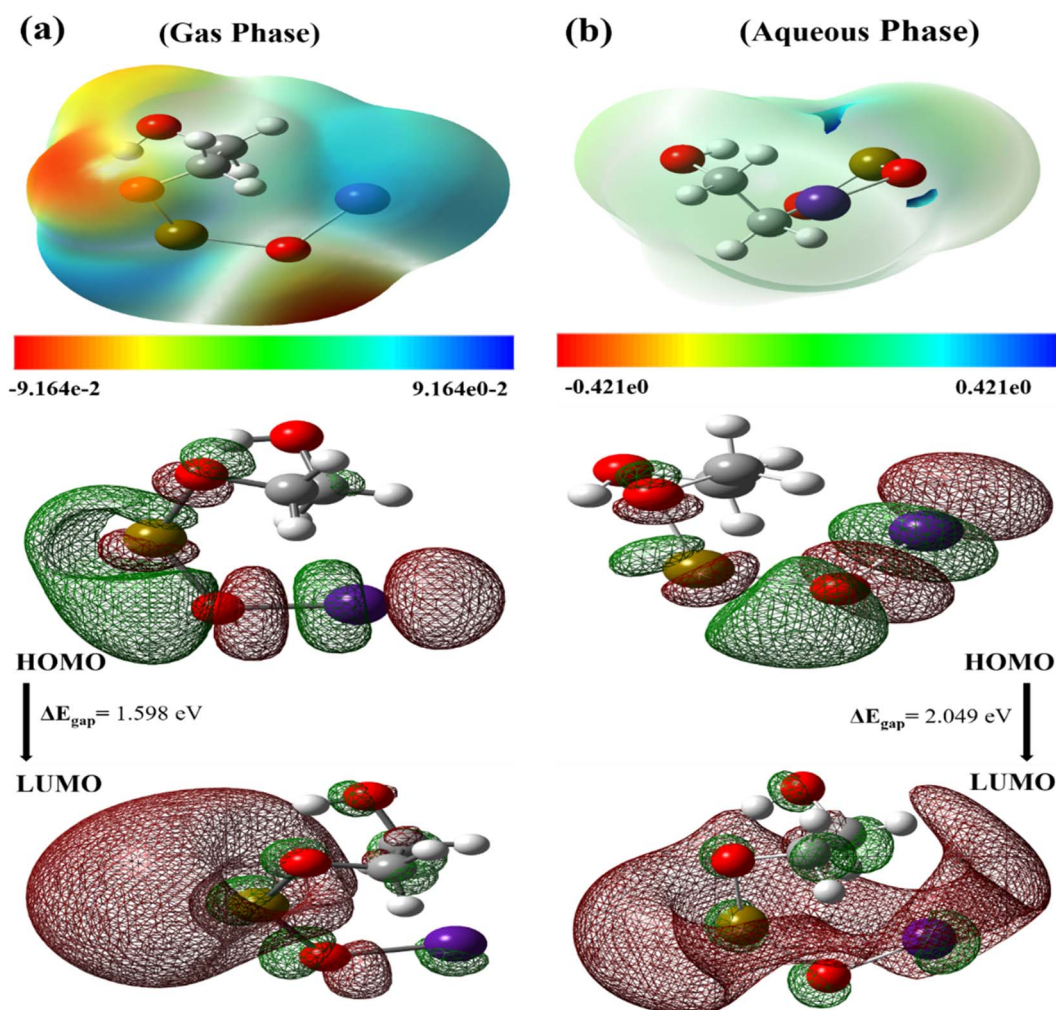 (a) (Gas Phase)
(b) (Aqueous Phase)
-9.164e-2 9.164e0-2
-0.421e0 0.421e0
HOMO
ΔEgap= 1.598 eV
LUMO
HOMO
ΔEgap= 2.049 eV
LUMO